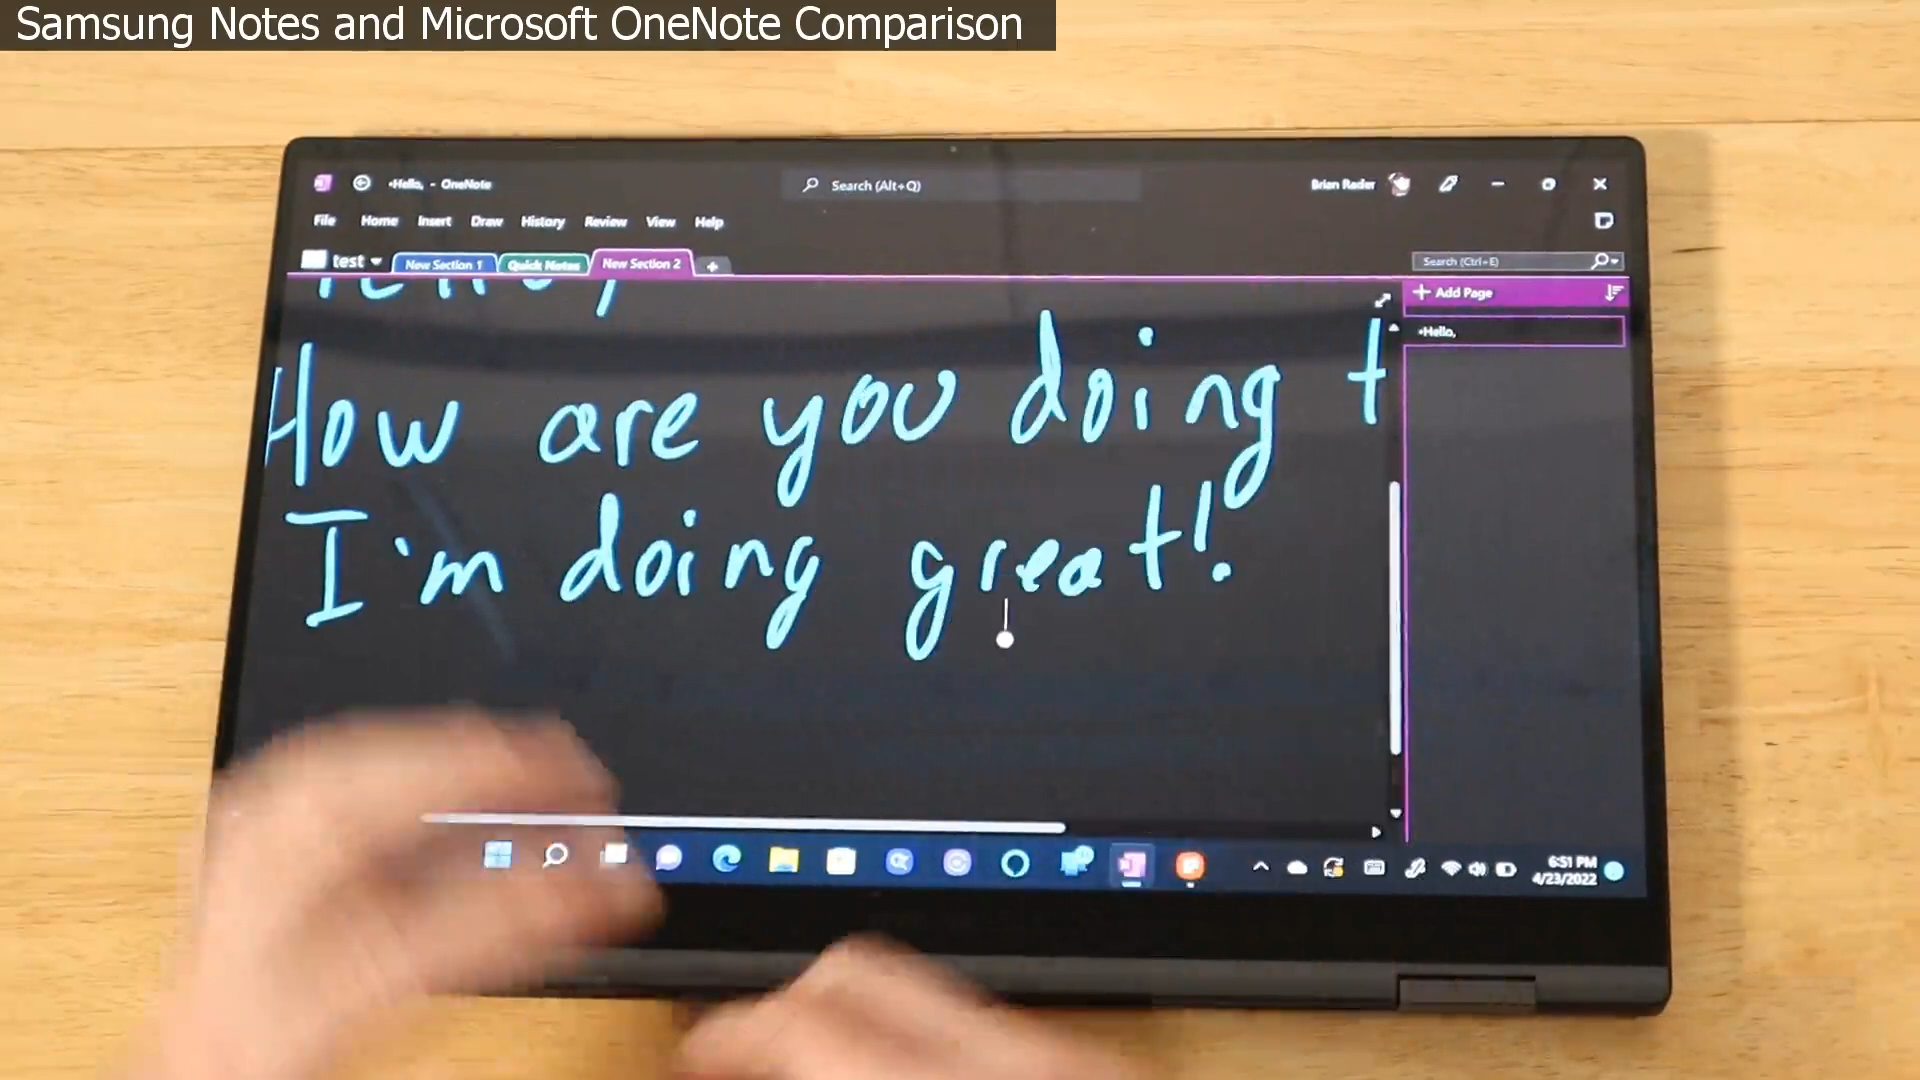 Samsung Notes and Microsoft OneNote Comparison
•Hello, - OneNote
Search (Alt+Q)
Brian Rader
File Home Insert Draw History Review View Help
test
New Section 1
Quick Notes
New Section 2
Search (Ctrl+E)
Add Page
•Hello,
How are you doing t
I'm doing great!
6:51 PM
4/23/2022